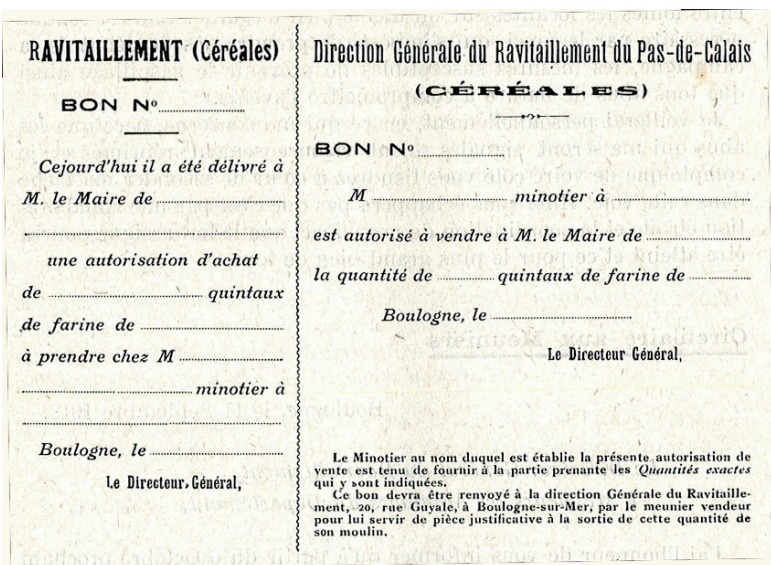 RAVITAILLEMENT (Céréales)
BON Nº
Cejourd'hui il a été délivré à
M. le Maire de
une autorisation d'achat
de quintaux
de farine de
à prendre chez M
minotier à
Boulogne, le
Le Directeur Général,
Direction Générale du Ravitaillement du Pas-de-Calais
(CÉRÉALES)
BON Nº
M minotier à
est autorisé à vendre à M. le Maire de
la quantité de quintaux de farine de
Boulogne, le
Le Directeur Général,
Le Minotier au nom duquel est établie la présente autorisation de
vente, est tenu de fournir à la partie prenante les Quantités exactes
qui y sont indiquées.
Ce bon devra être renvoyé à la direction Générale du Ravitaille-
ment, 20, rue Guyale, à Boulogne-sur-Mer, par le meunier vendeur
pour lui servir de pièce justificative à la sortie de cette quantité de
son moulin.
Circulaire aux Meuniers